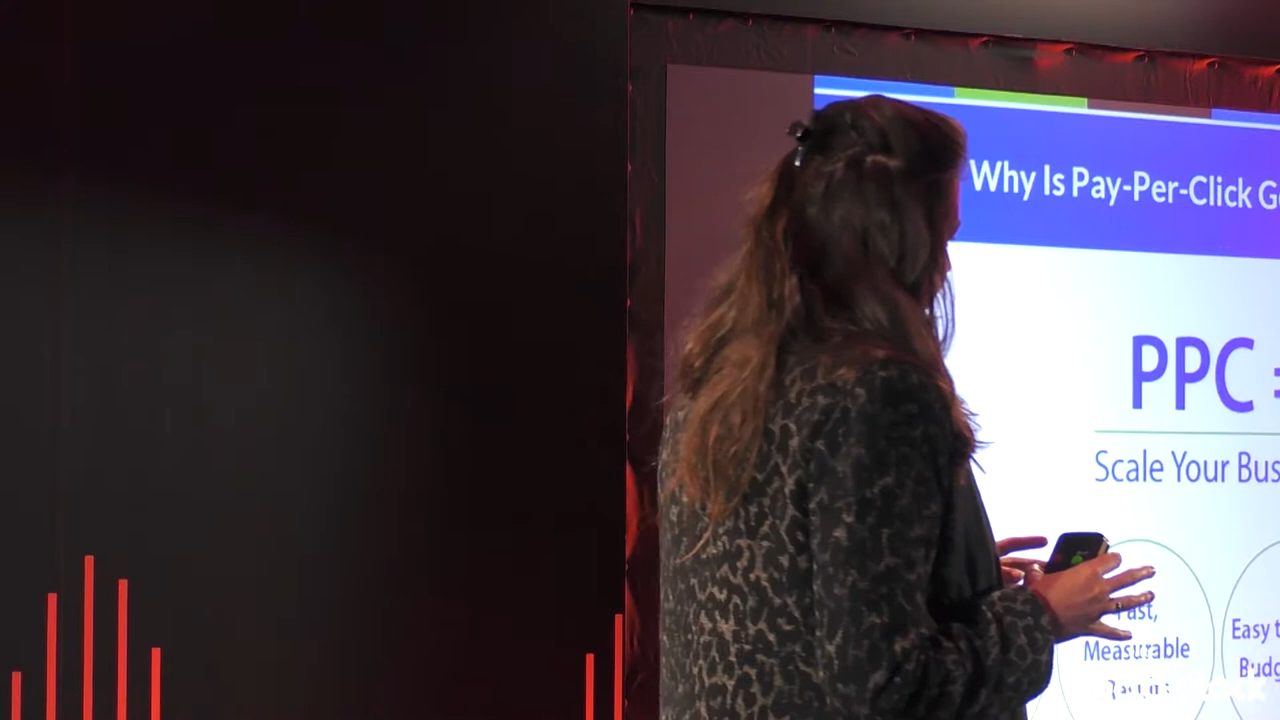 Why Is Pay-Per-Click G
PPC =
Scale Your Bus
Fast,
Measurable
Easy t
Budg